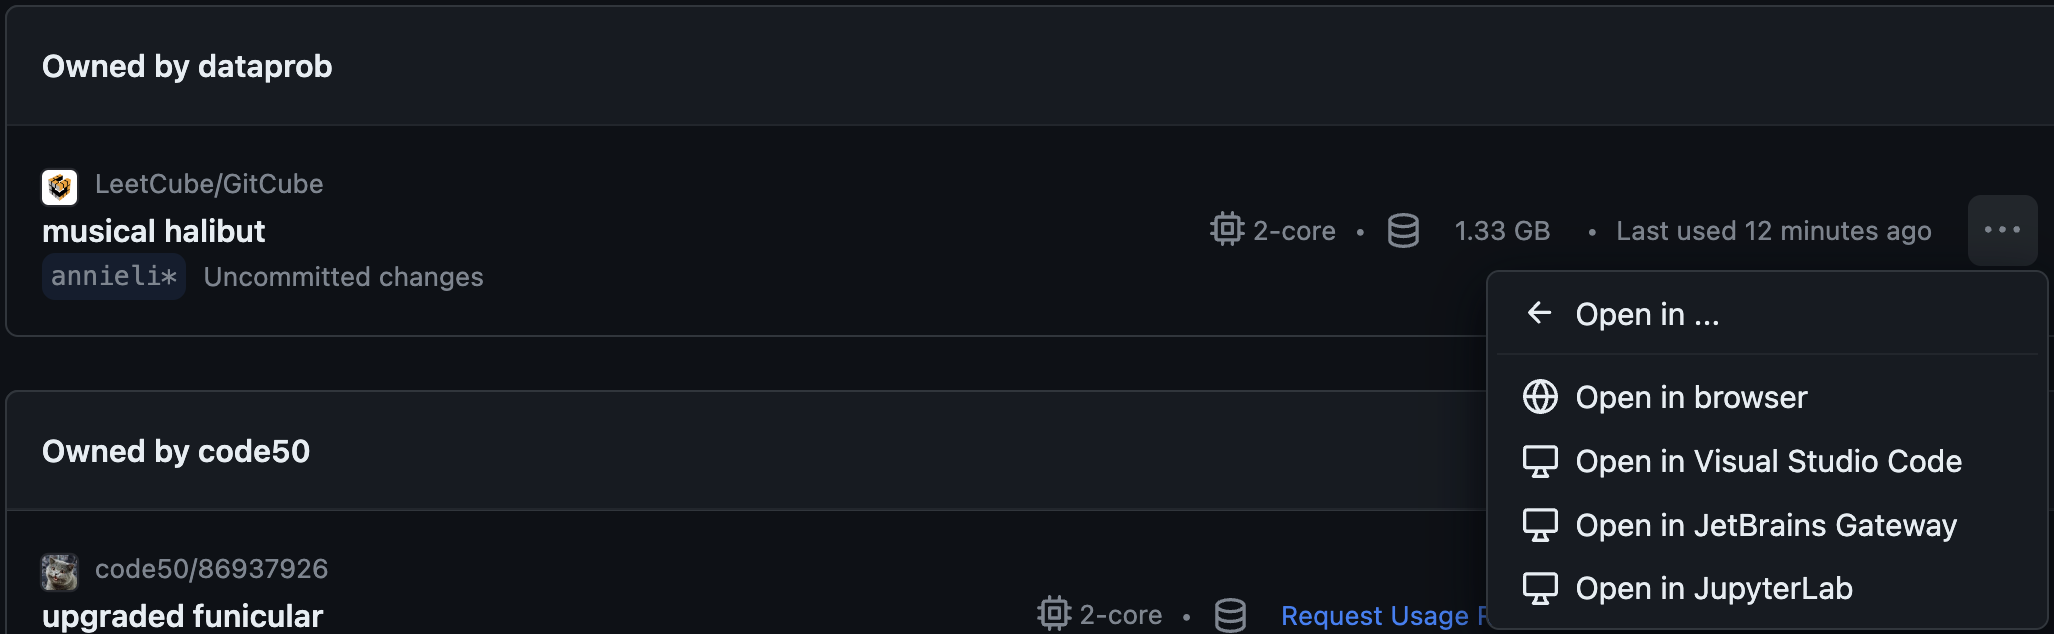 Owned by dataprob
LeetCube/GitCube
musical halibut
2-core • 1.33 GB • Last used 12 minutes ago
annieli* Uncommitted changes
Open in ...
Open in browser
Open in Visual Studio Code
Open in JetBrains Gateway
Open in JupyterLab
Owned by code50
code50/86937926
upgraded funicular
2-core • Request Usage